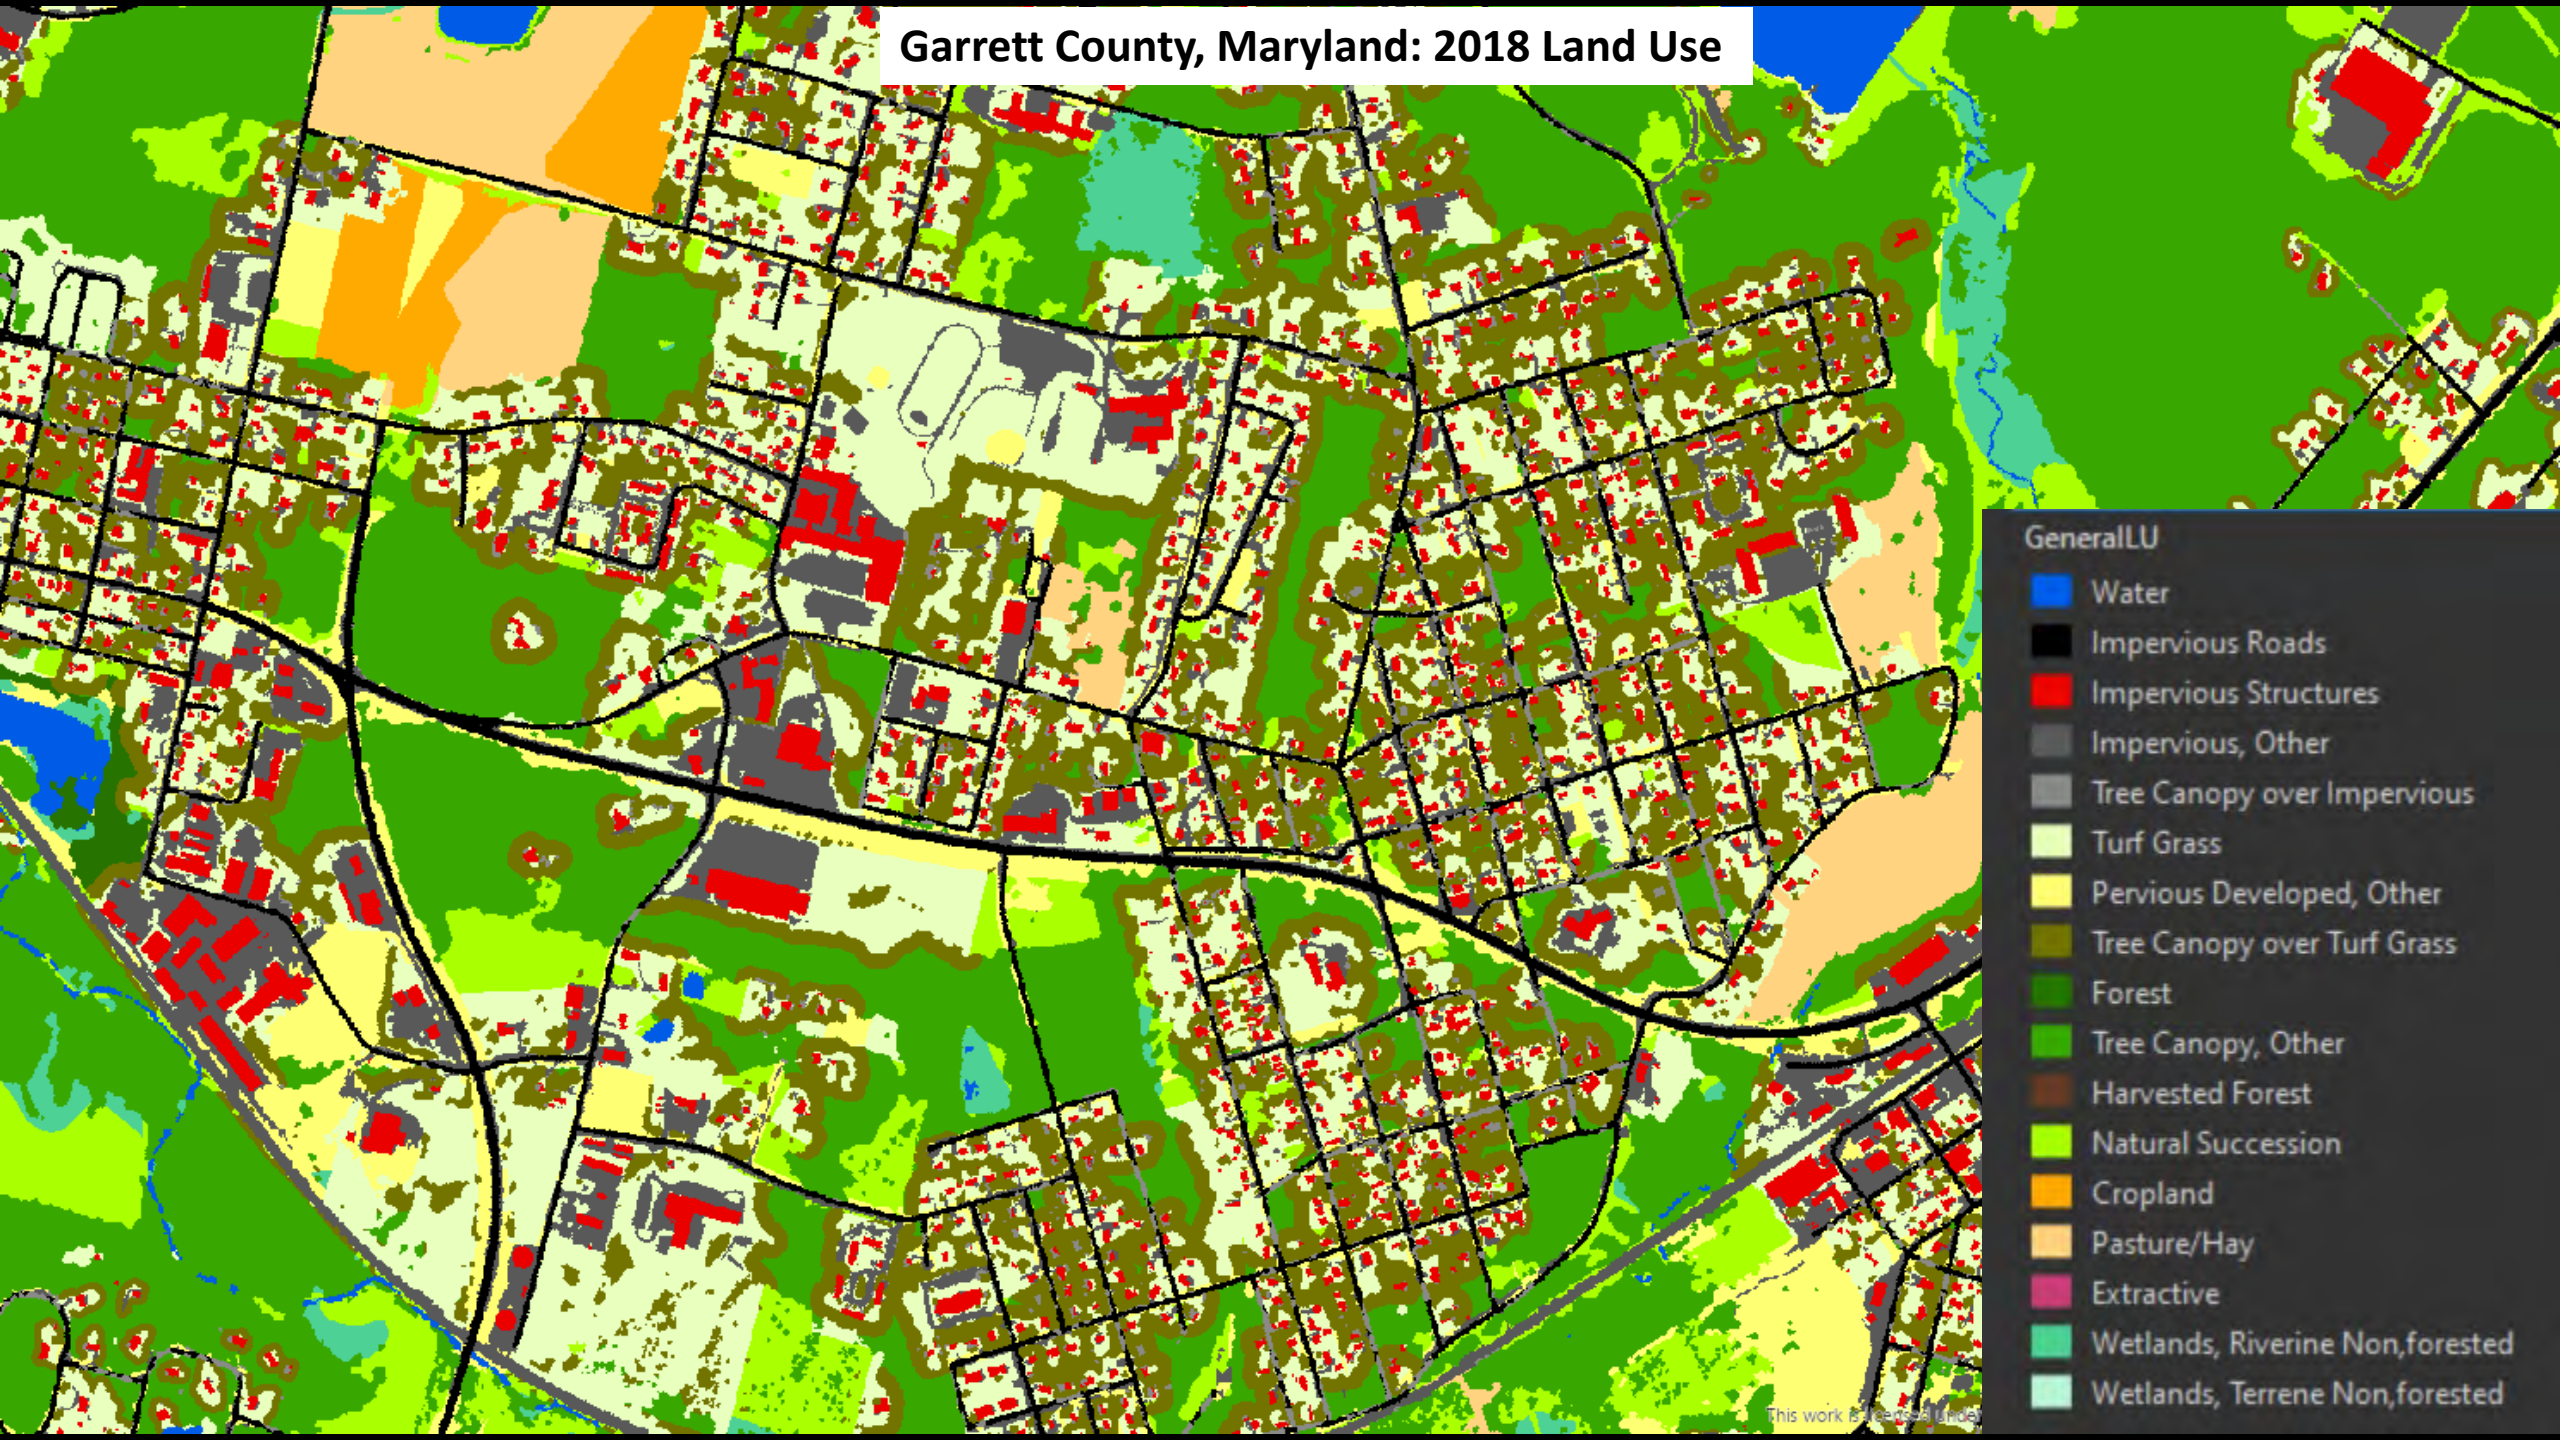 Garrett County, Maryland: 2018 Land Use
GeneralLU
Water
Impervious Roads
Impervious Structures
Impervious, Other
Tree Canopy over Impervious
Turf Grass
Pervious Developed, Other
Tree Canopy over Turf Grass
Forest
Tree Canopy, Other
Harvested Forest
Natural Succession
Cropland
Pasture/Hay
Extractive
Wetlands, Riverine Non,forested
Wetlands, Terrene Non,forested
This work is licensed under